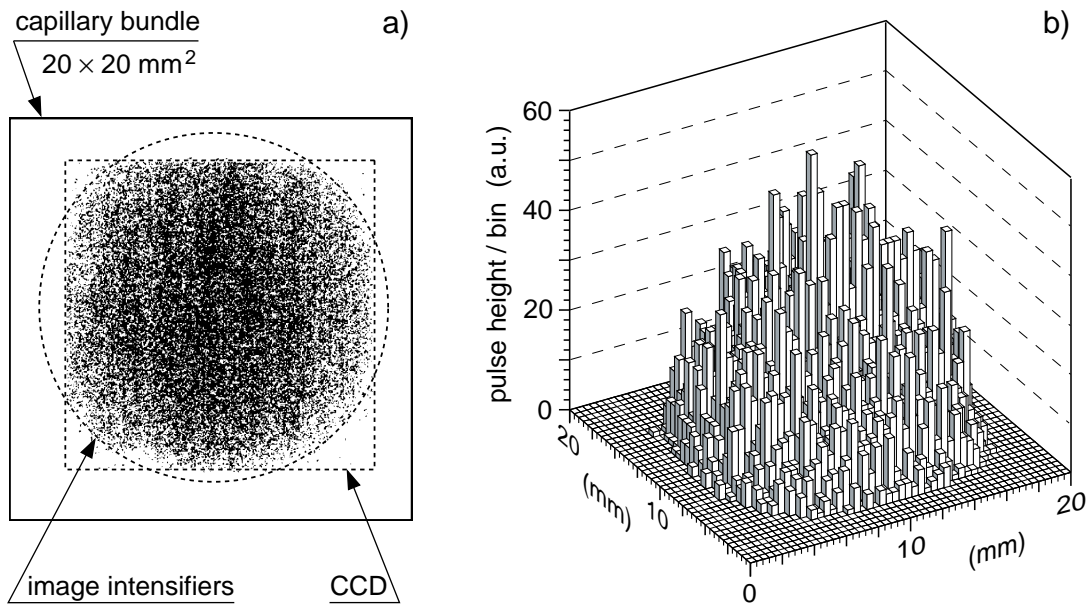 capillary bundle
20 × 20 mm²
a)
image intensifiers
CCD
b)
pulse height / bin (a.u.)
60
40
20
0
20
(mm)
10
0
10
(mm)
20